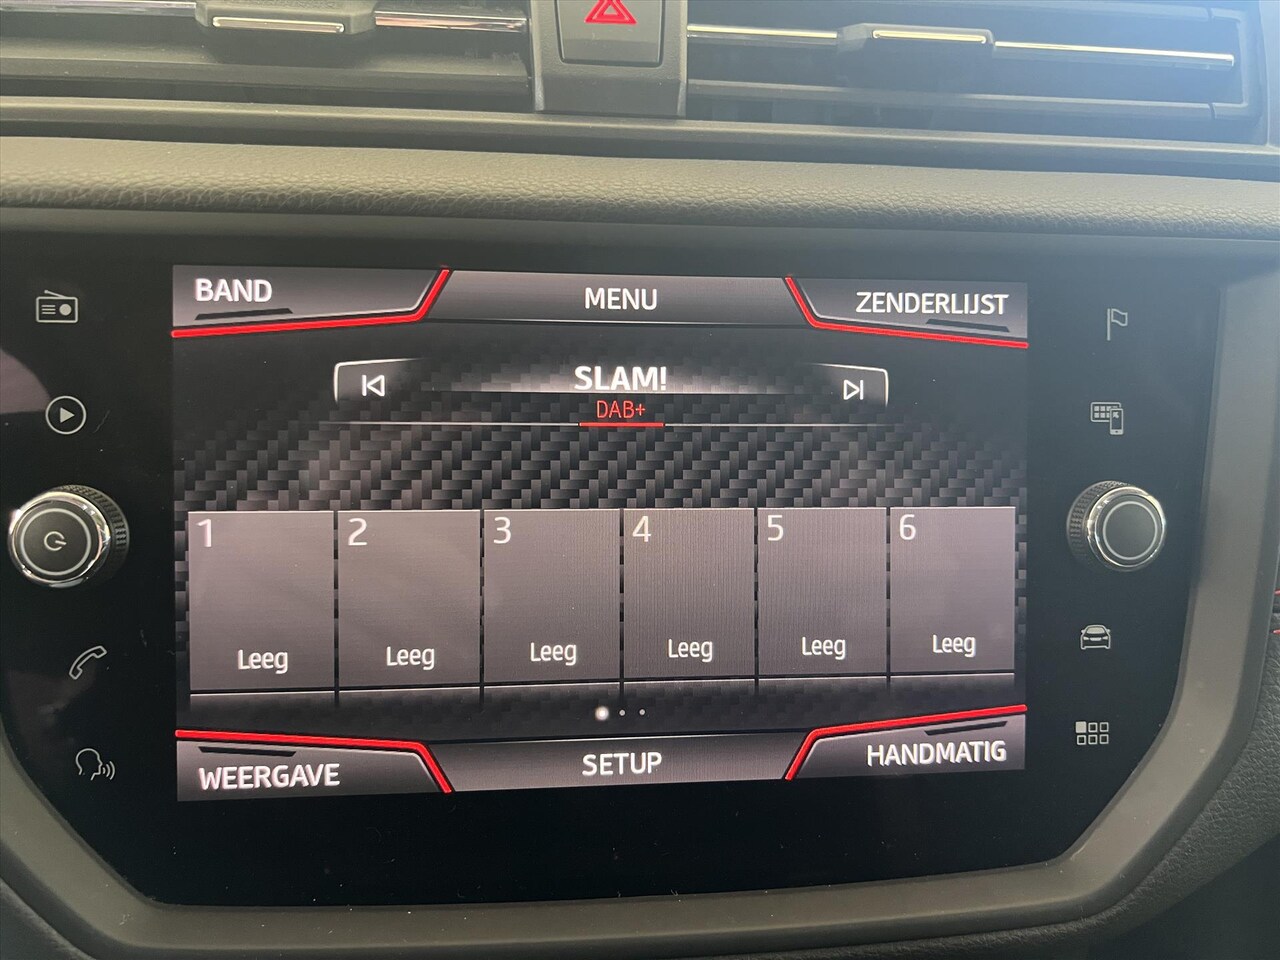 BAND
MENU
ZENDERLIJST
SLAM!
DAB+
1 2 3 4 5 6
Leeg Leeg Leeg Leeg Leeg Leeg
WEERGAVE
SETUP
HANDMATIG